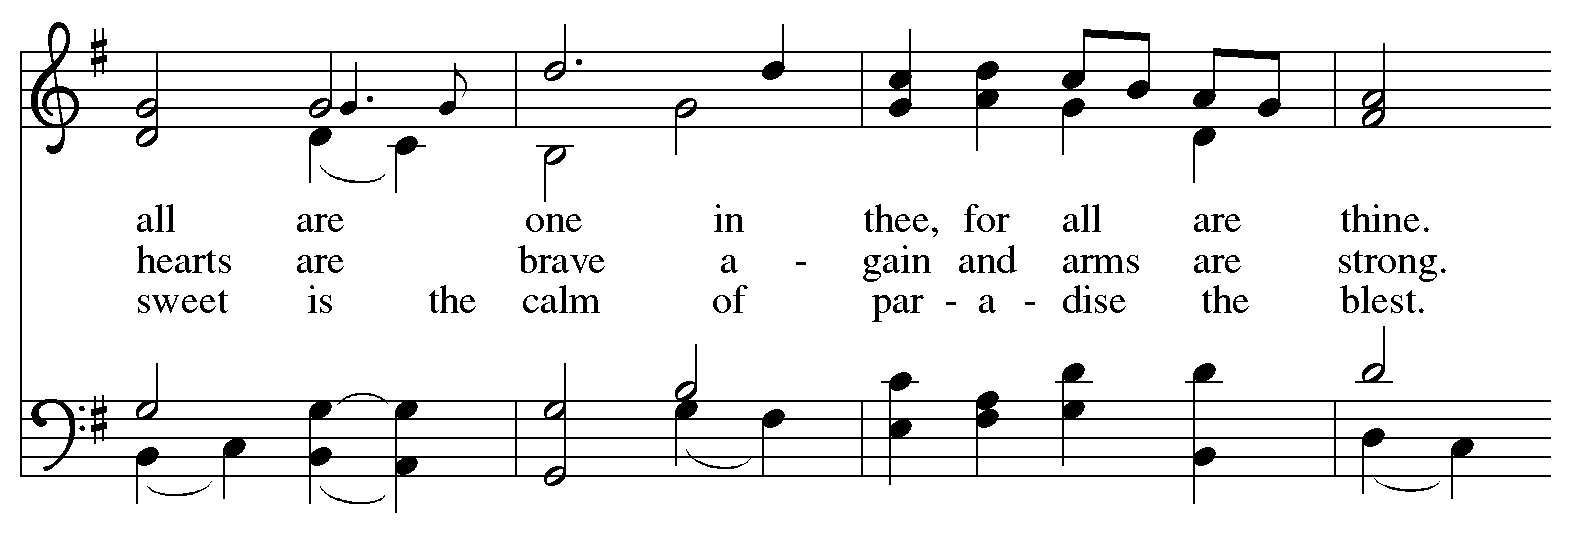 all are one in thee, for all are thine.
hearts are brave a - gain and arms are strong.
sweet is the calm of par - a - dise the blest.